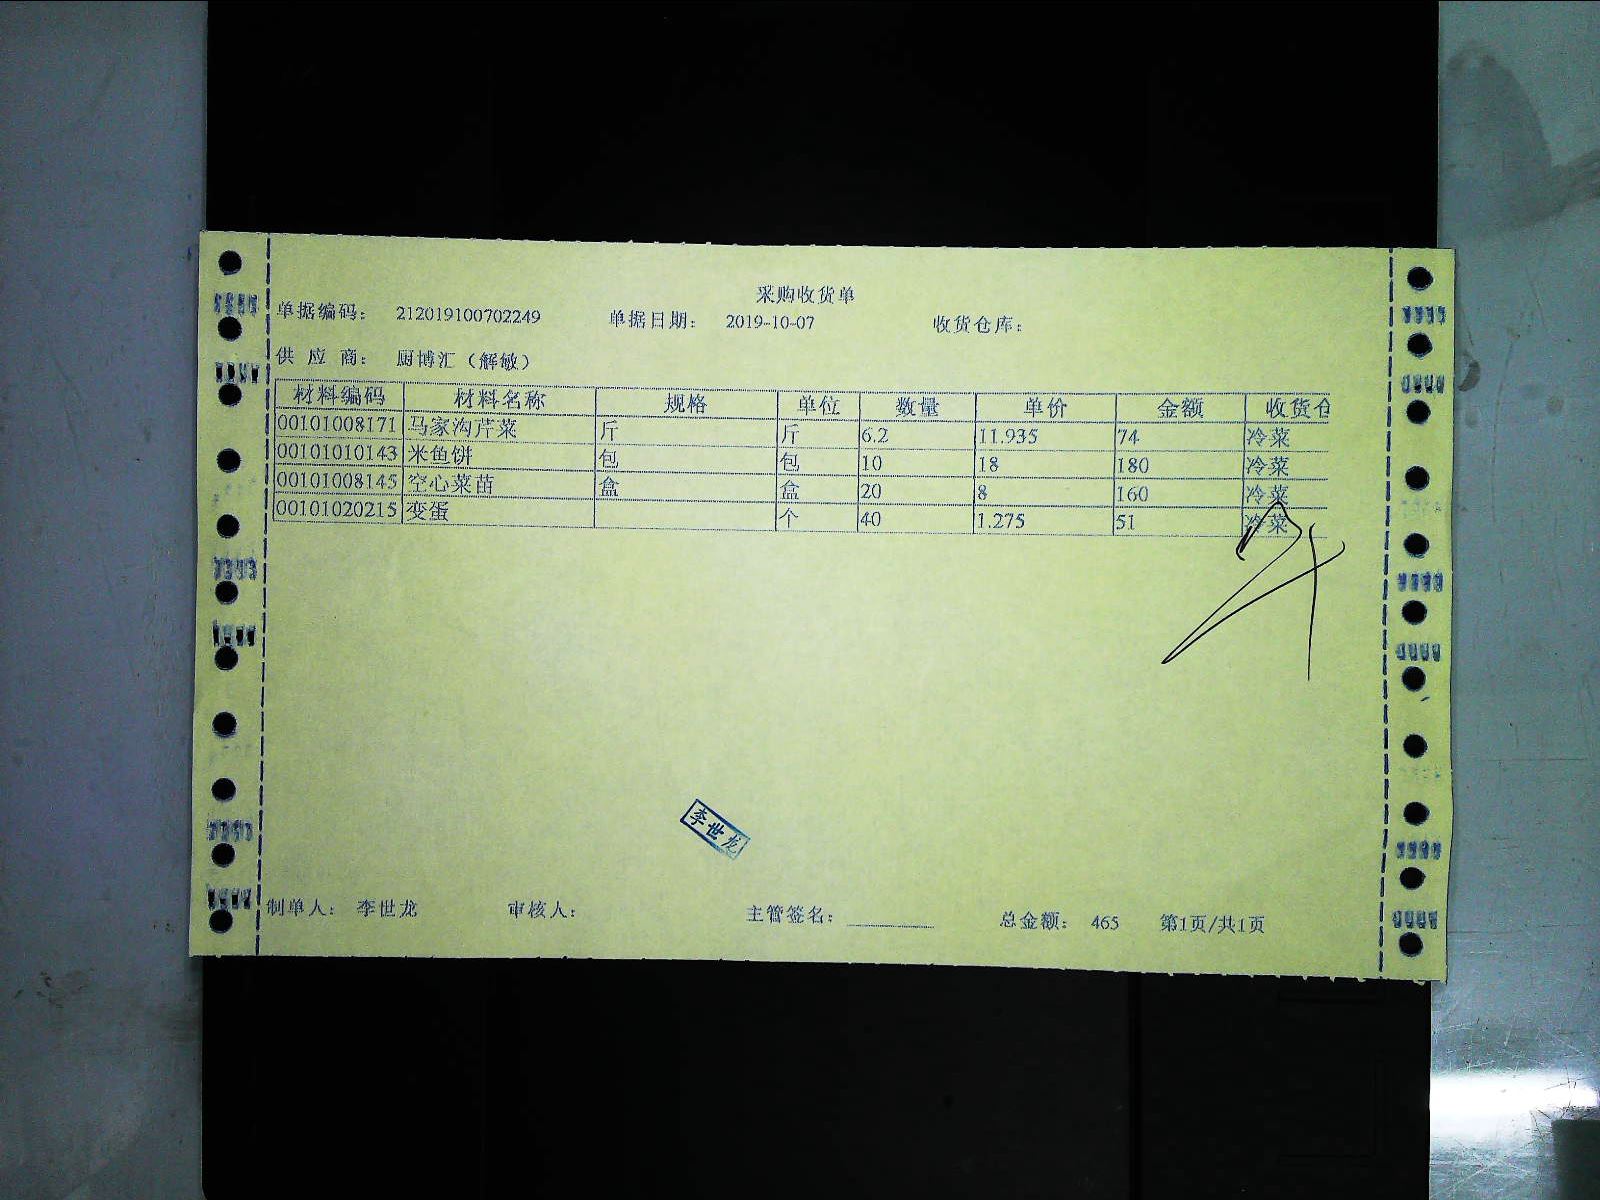 采购收货单
单据编码： 212019100702249 单据日期： 2019-10-07 收货仓库：
供 应 商： 厨博汇（解敏）
材料编码 材料名称 规格 单位 数量 单价 金额 收货仓
00101008171 马家沟芹菜 斤 斤 6.2 11.935 74 冷菜
00101010143 米鱼饼 包 包 10 18 180 冷菜
00101008145 空心菜苗 盒 盒 20 8 160 冷菜
00101020215 变蛋 个 40 1.275 51 冷菜
李世龙
制单人： 李世龙 审核人： 主管签名： 总金额： 465 第1页/共1页